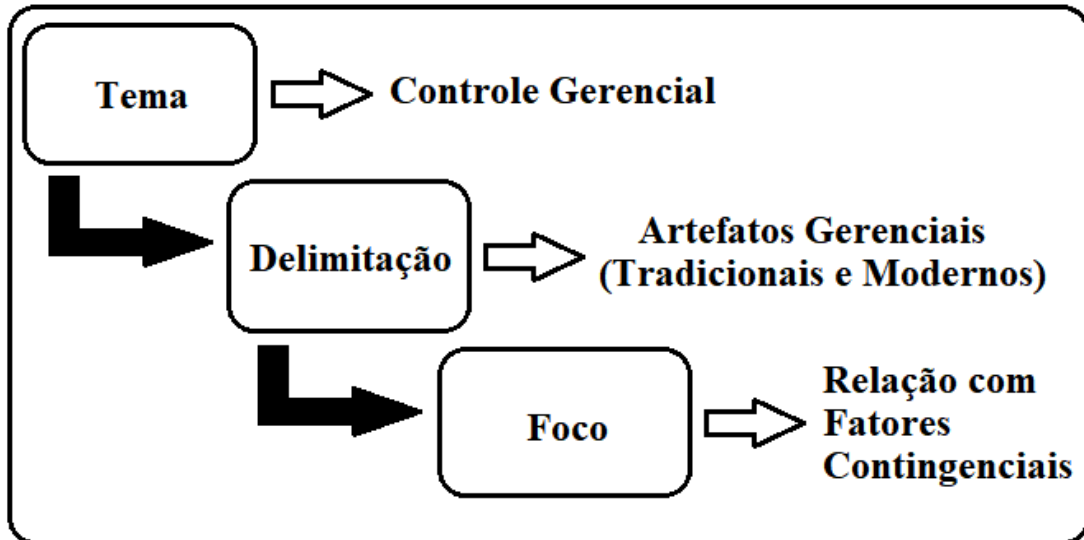 Tema
Controle Gerencial
Delimitação
Artefatos Gerenciais
(Tradicionais e Modernos)
Foco
Relação com
Fatores
Contingenciais